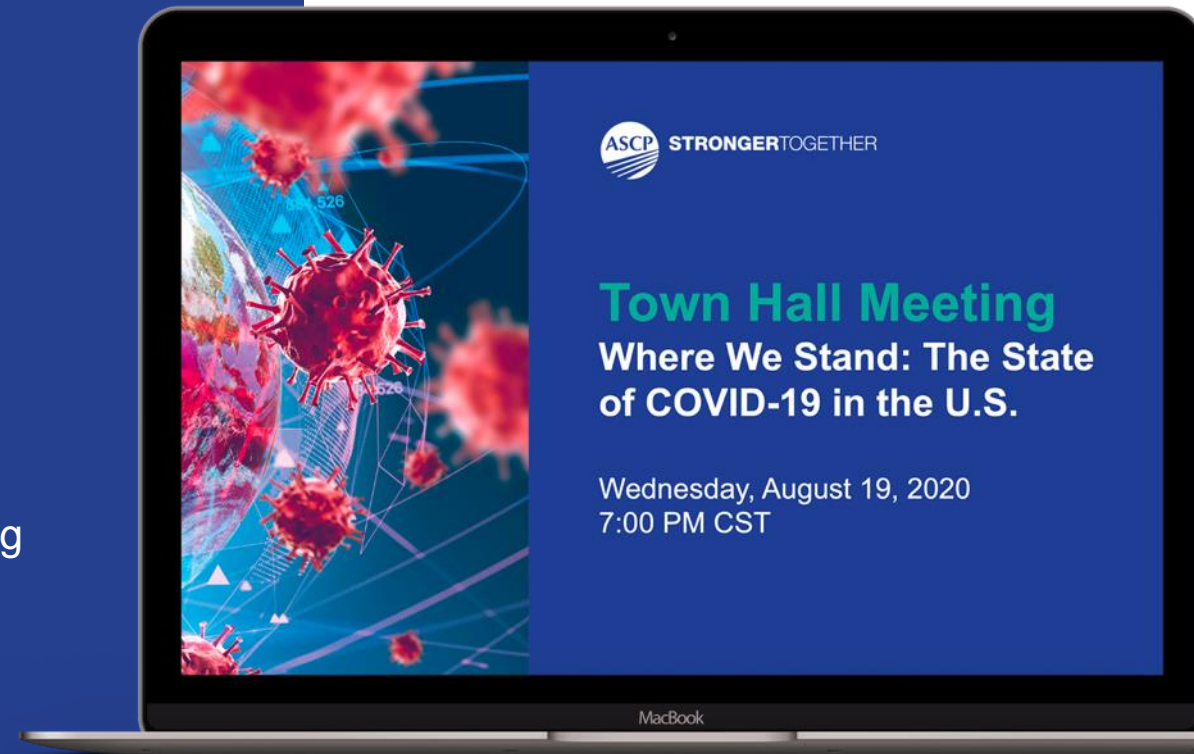 ASCP STRONGERTOGETHER
Town Hall Meeting
Where We Stand: The State
of COVID-19 in the U.S.
Wednesday, August 19, 2020
7:00 PM CST
g
MacBook